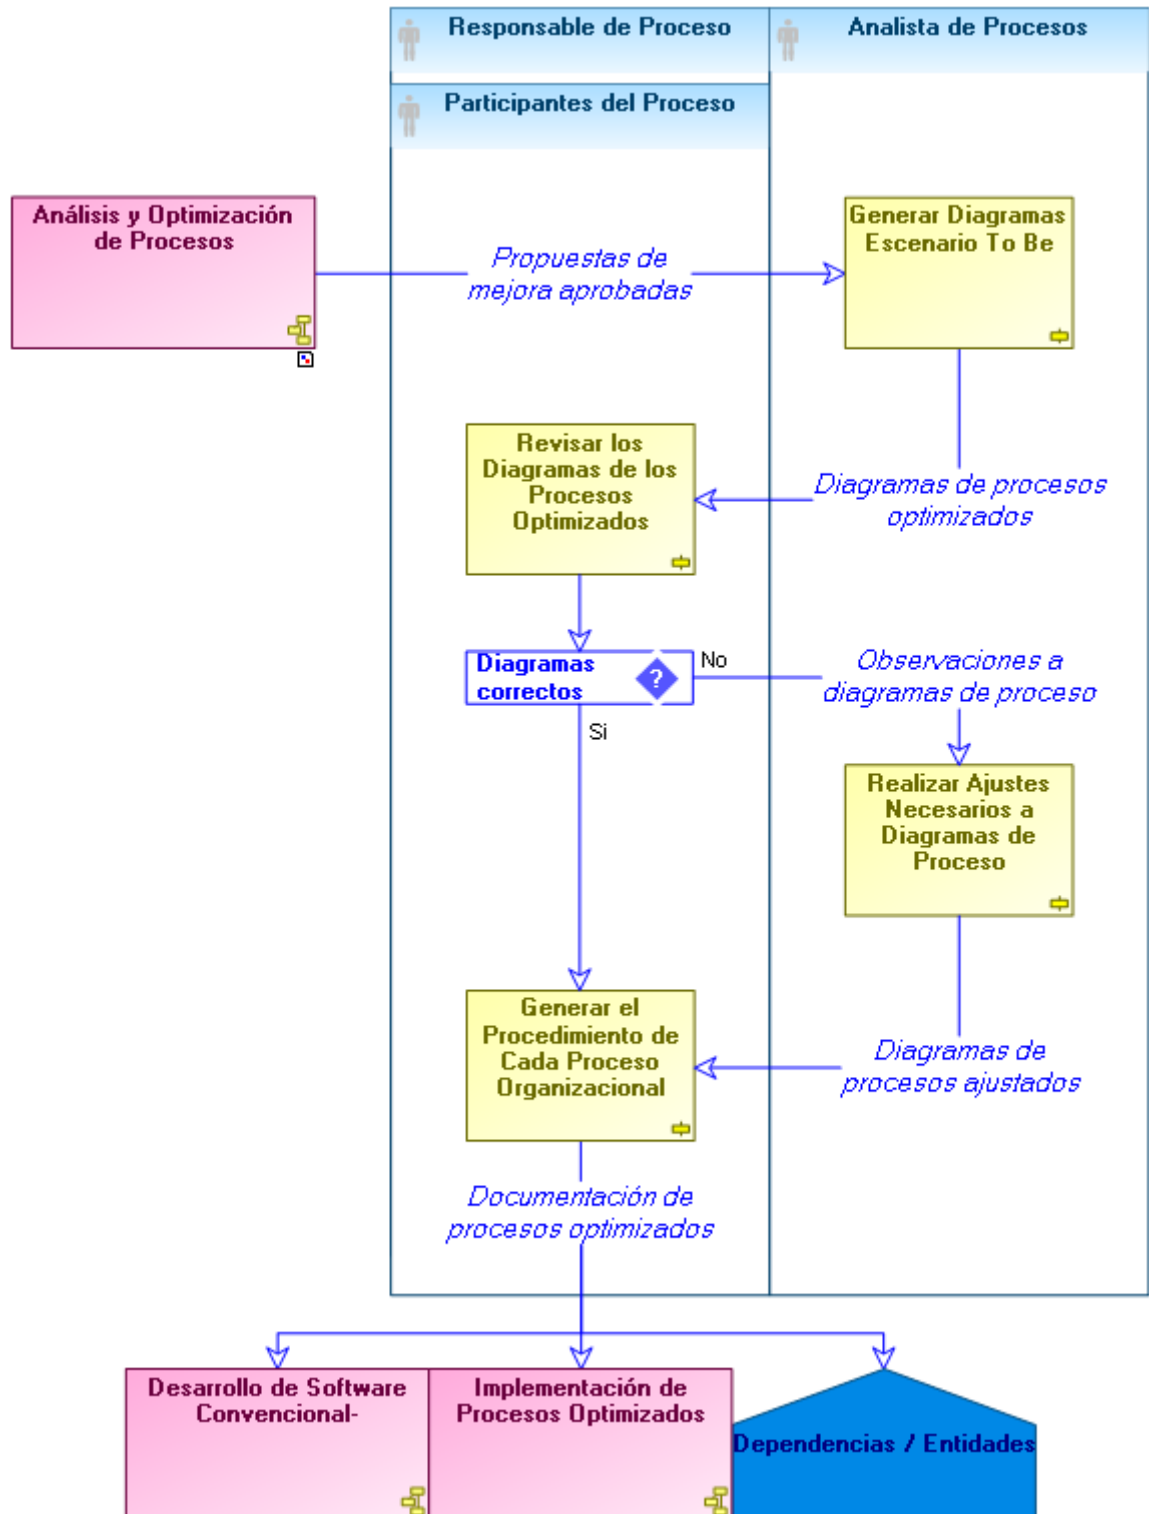 Responsable de Proceso
Analista de Procesos
Participantes del Proceso
Análisis y Optimización
de Procesos
Propuestas de
mejora aprobadas
Generar Diagramas
Escenario To Be
Revisar los
Diagramas de los
Procesos
Optimizados
Diagramas de procesos
optimizados
Diagramas
correctos
?
No
Si
Observaciones a
diagramas de proceso
Realizar Ajustes
Necesarios a
Diagramas de
Proceso
Generar el
Procedimiento de
Cada Proceso
Organizacional
Diagramas de
procesos ajustados
Documentación de
procesos optimizados
Desarrollo de Software
Convencional-
Implementación de
Procesos Optimizados
Dependencias / Entidades